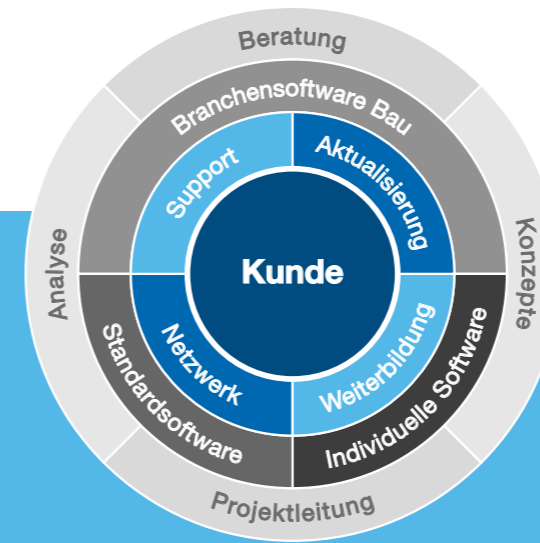 Beratung
Branchensoftware Bau
Support
Aktualisierung
Analyse
Kunde
Konzepte
Netzwerk
Weiterbildung
Standardsoftware
Individuelle Software
Projektleitung